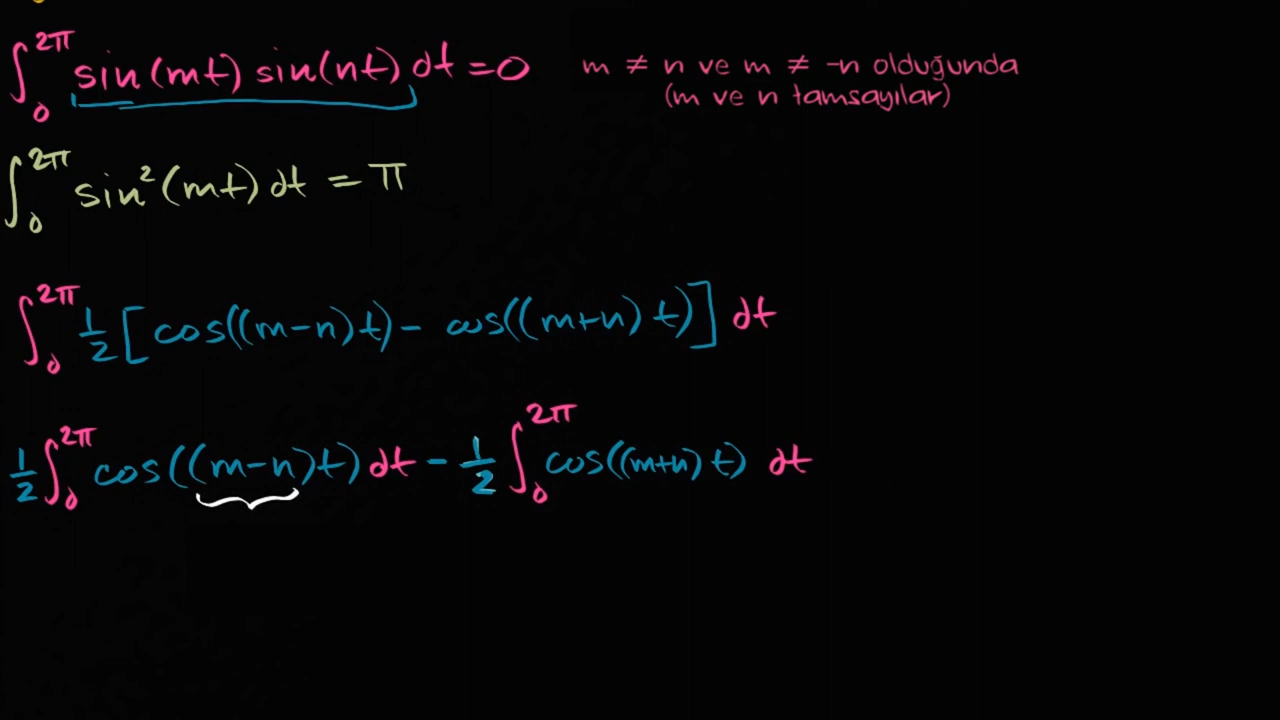 ∫₀^2π sin(mt) sin(nt) dt = 0 m ≠ n ve m ≠ -n olduğunda
(m ve n tamsayılar)
∫₀^2π sin²(mt) dt = π
∫₀^2π 1/2 [cos((m-n)t) - cos((m+n)t)] dt
1/2 ∫₀^2π cos((m-n)t) dt - 1/2 ∫₀^2π cos((m+n)t) dt